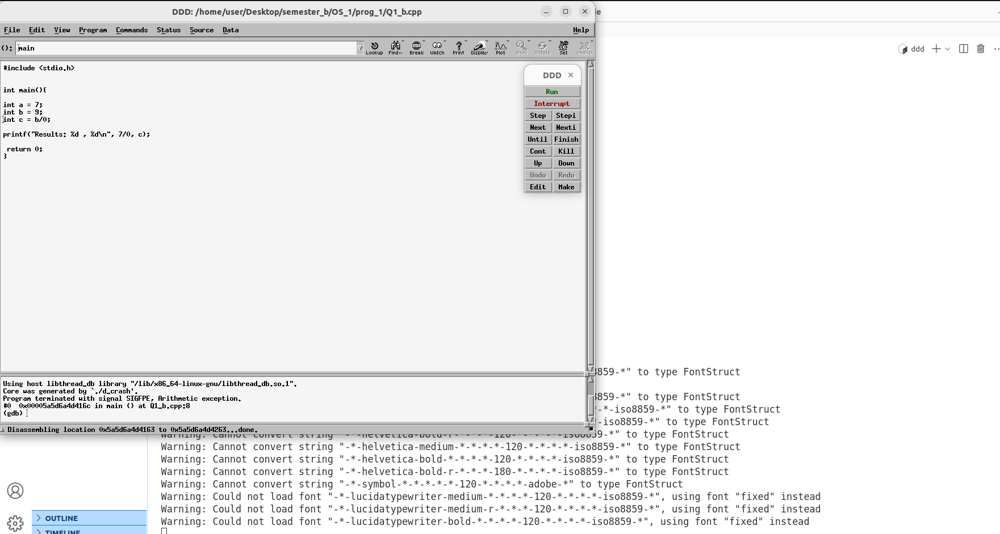 DDD: /home/user/Desktop/semester_b/OS_1/prog_1/Q1_b.cpp
le
File Edit View Program Commands Status Source Data Help
(): main
Lookup Find>> Break Watch Print Display Plot Show Rotate Set Undisp
ddd
#include <stdio.h>
int main(){
int a = 7;
int b = 9;
int c = b/0;
printf("Results: %d , %d\n", 7/0, c);
return 0;
}
DDD
Run
Interrupt
Step Stepi
Next Nexti
Until Finish
Cont Kill
Up Down
Undo Redo
Edit Make
Using host libthread_db library "/lib/x86_64-linux-gnu/libthread_db.so.1".
Core was generated by `./d_crash'.
Program terminated with signal SIGFPE, Arithmetic exception.
#0  0x00005a5d6a4d416c in main () at Q1_b.cpp:8
(gdb)
Disassembling location 0x5a5d6a4d4163 to 0x5a5d6a4d4263...done.
8859-*" to type FontStruct
8859-*" to type FontStruct
-*-iso8859-*" to type FontStruct
-iso8859-*" to type FontStruct
Warning: Cannot convert string "-*-helvetica-bold-r-*-*-*-120-*-*-*-*-iso8859-*" to type FontStruct
Warning: Cannot convert string "-*-helvetica-medium-*-*-*-*-120-*-*-*-*-iso8859-*" to type FontStruct
Warning: Cannot convert string "-*-helvetica-bold-*-*-*-*-120-*-*-*-*-iso8859-*" to type FontStruct
Warning: Cannot convert string "-*-helvetica-bold-r-*-*-*-180-*-*-*-*-iso8859-*" to type FontStruct
Warning: Cannot convert string "-*-symbol-*-*-*-*-*-120-*-*-*-*-adobe-*" to type FontStruct
Warning: Could not load font "-*-lucidatypewriter-medium-*-*-*-*-120-*-*-*-*-iso8859-*", using font "fixed" instead
Warning: Could not load font "-*-lucidatypewriter-medium-r-*-*-*-120-*-*-*-*-iso8859-*", using font "fixed" instead
Warning: Could not load font "-*-lucidatypewriter-bold-*-*-*-*-120-*-*-*-*-iso8859-*", using font "fixed" instead
OUTLINE
TIMELINE